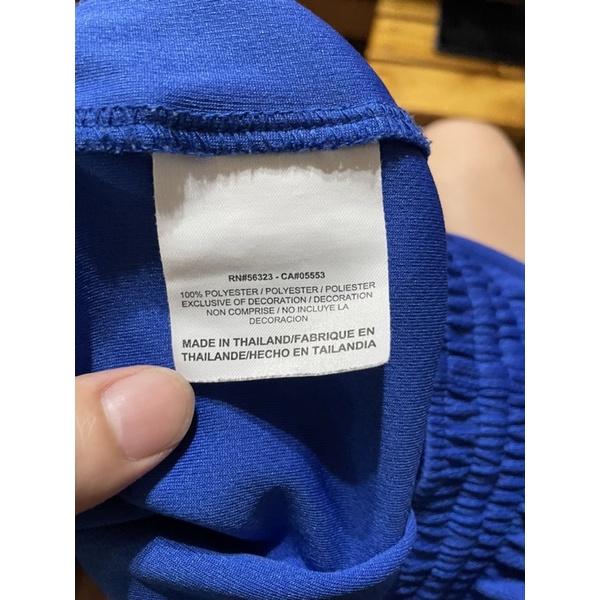 RN#56323 - CA#05553
100% POLYESTER / POLYESTER / POLIESTER
EXCLUSIVE OF DECORATION / DECORATION
NON COMPRISE / NO INCLUYE LA
DECORACION
MADE IN THAILAND/FABRIQUE EN
THAILANDE/HECHO EN TAILANDIA